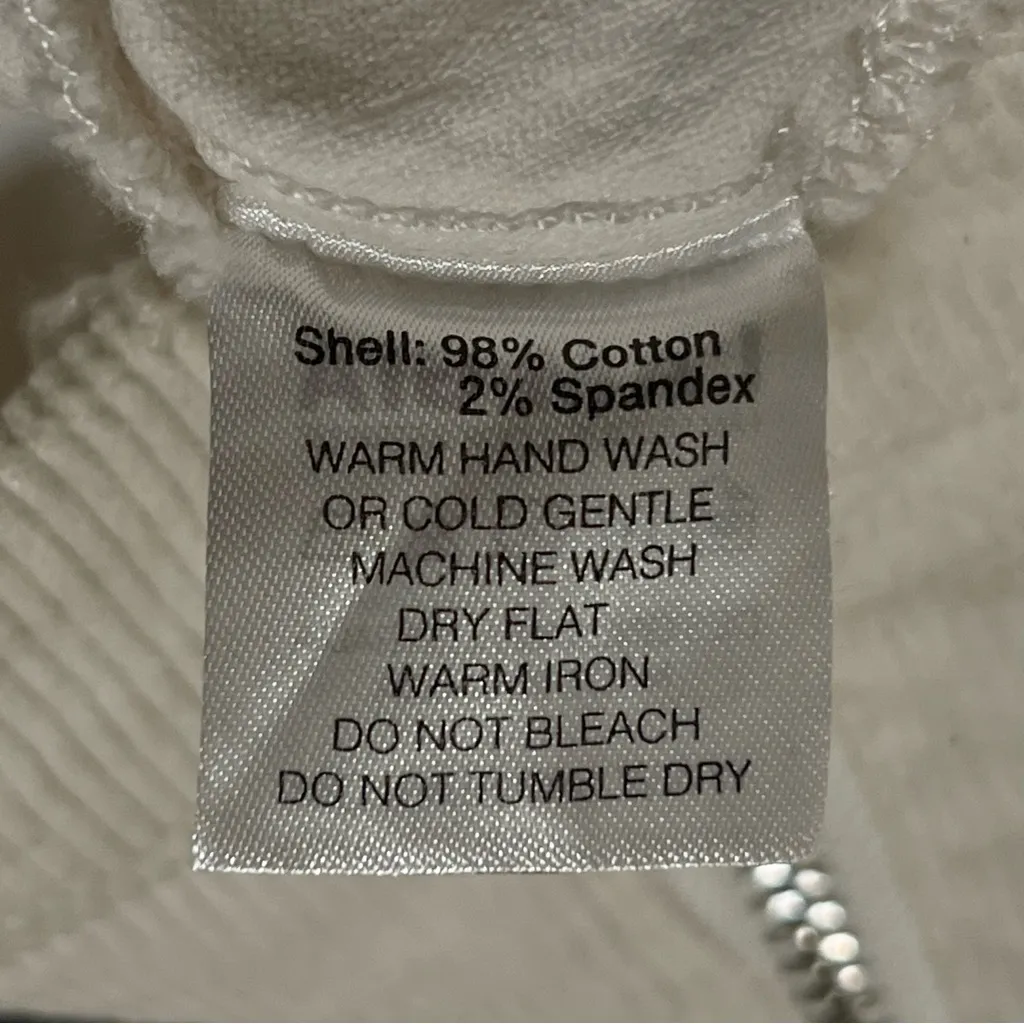 Shell: 98% Cotton
2% Spandex
WARM HAND WASH
OR COLD GENTLE
MACHINE WASH
DRY FLAT
WARM IRON
DO NOT BLEACH
DO NOT TUMBLE DRY